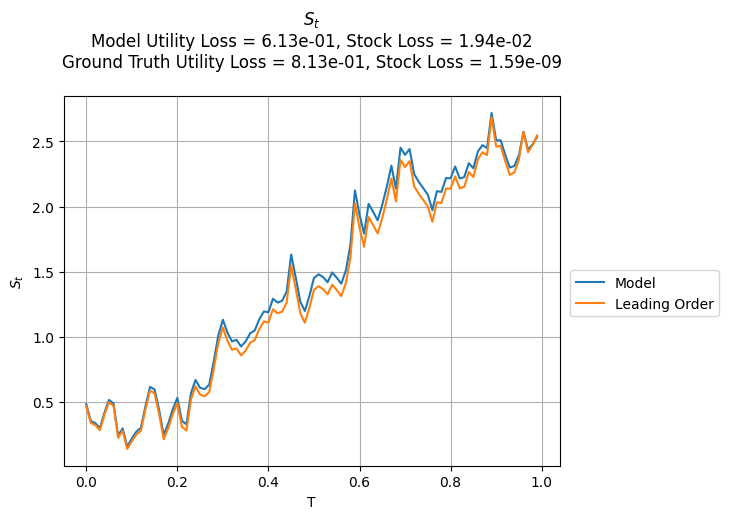 S_t
Model Utility Loss = 6.13e-01, Stock Loss = 1.94e-02
Ground Truth Utility Loss = 8.13e-01, Stock Loss = 1.59e-09
2.5
2.0
1.5
1.0
0.5
S_t
0.0 0.2 0.4 0.6 0.8 1.0
T
Model
Leading Order